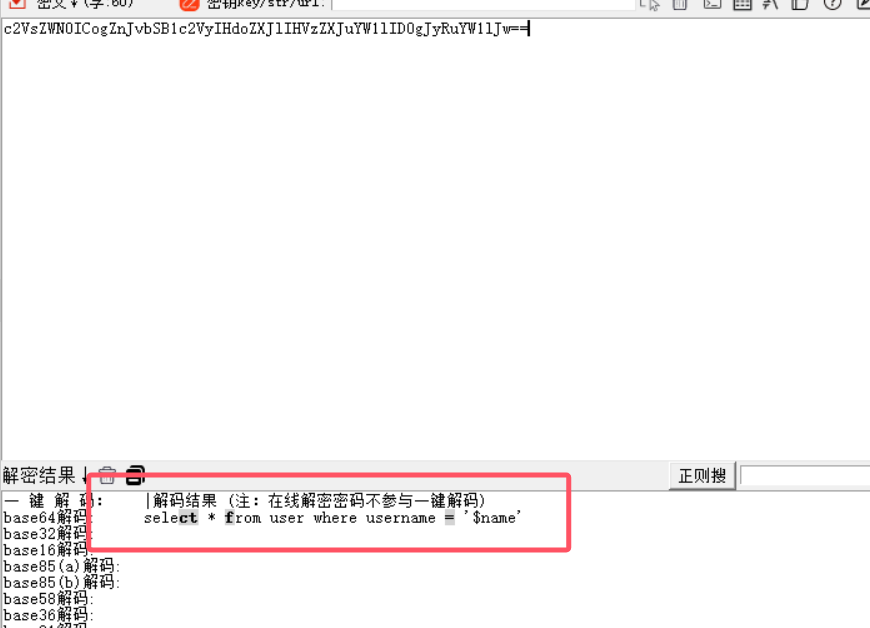 密文↓(字:60) 密钥key/str/url:
c2VsZWN0ICogZnJvbSB1c2VyIHdoZXJlIHVzZXJuYW1lID0gJyRuYW1lJw==
解密结果↓
正则搜
一 键 解 码: |解码结果 (注: 在线解密密码不参与一键解码)
base64解码: select * from user where username = '$name'
base32解码:
base16解码:
base85(a)解码:
base85(b)解码:
base58解码:
base36解码: